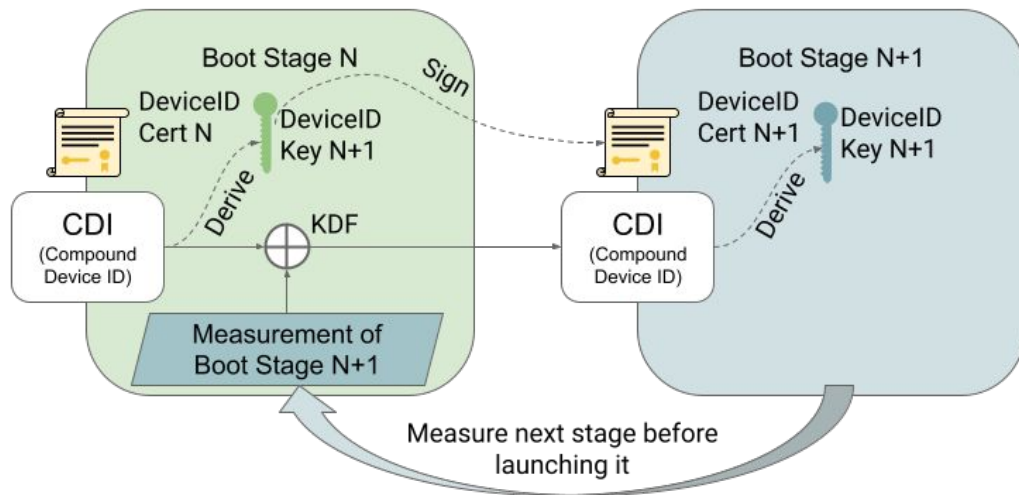 Boot Stage N
DeviceID
Cert N
DeviceID
Key N+1
Sign
Derive
CDI
(Compound
Device ID)
KDF
Measurement of
Boot Stage N+1
Boot Stage N+1
DeviceID
Cert N+1
DeviceID
Key N+1
Derive
CDI
(Compound
Device ID)
Measure next stage before
launching it